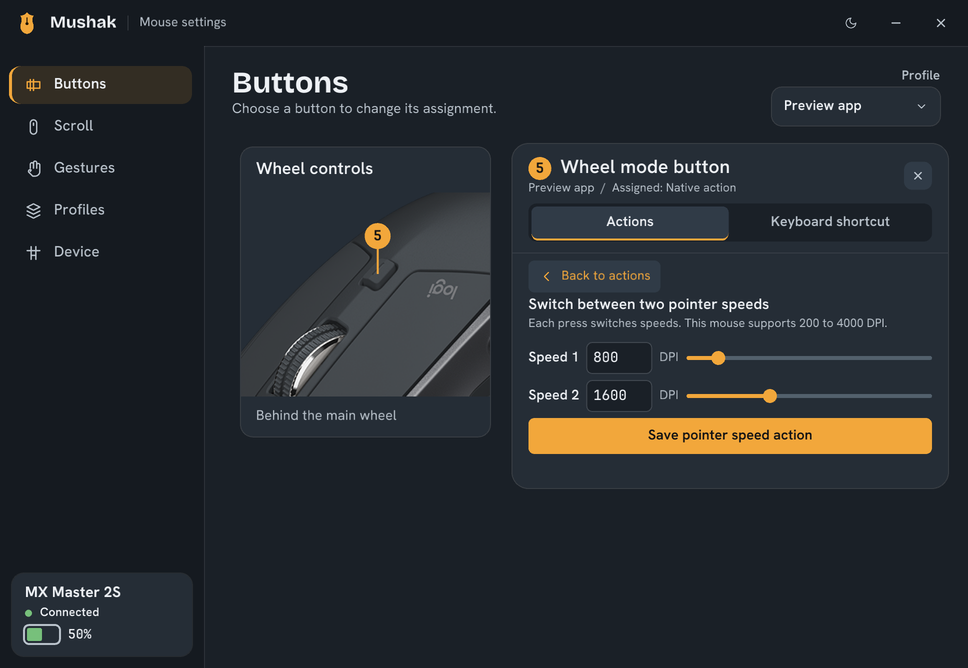 Mushak
Mouse settings
Buttons
Scroll
Gestures
Profiles
Device
MX Master 2S
Connected
50%
Buttons
Choose a button to change its assignment.
Profile
Preview app
Wheel controls
5
logi
Behind the main wheel
5 Wheel mode button
Preview app / Assigned: Native action
Actions
Keyboard shortcut
Back to actions
Switch between two pointer speeds
Each press switches speeds. This mouse supports 200 to 4000 DPI.
Speed 1 800 DPI
Speed 2 1600 DPI
Save pointer speed action